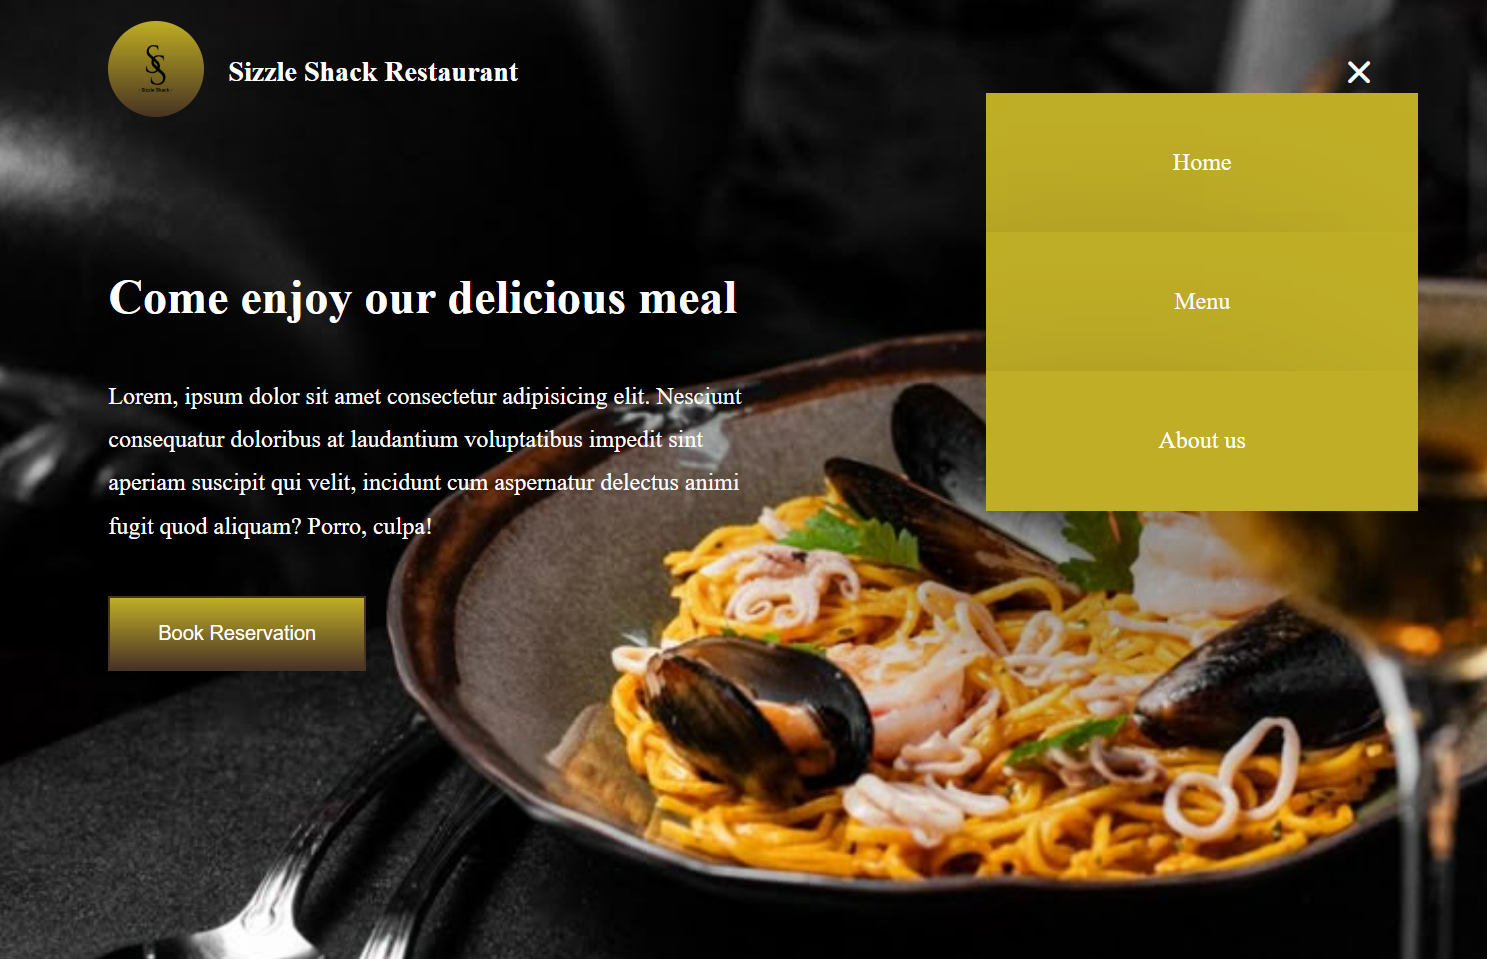 SS
- Sizzle Shack -
Sizzle Shack Restaurant
Home
Menu
About us
Come enjoy our delicious meal
Lorem, ipsum dolor sit amet consectetur adipisicing elit. Nesciunt
consequatur doloribus at laudantium voluptatibus impedit sint
aperiam suscipit qui velit, incidunt cum aspernatur delectus animi
fugit quod aliquam? Porro, culpa!
Book Reservation